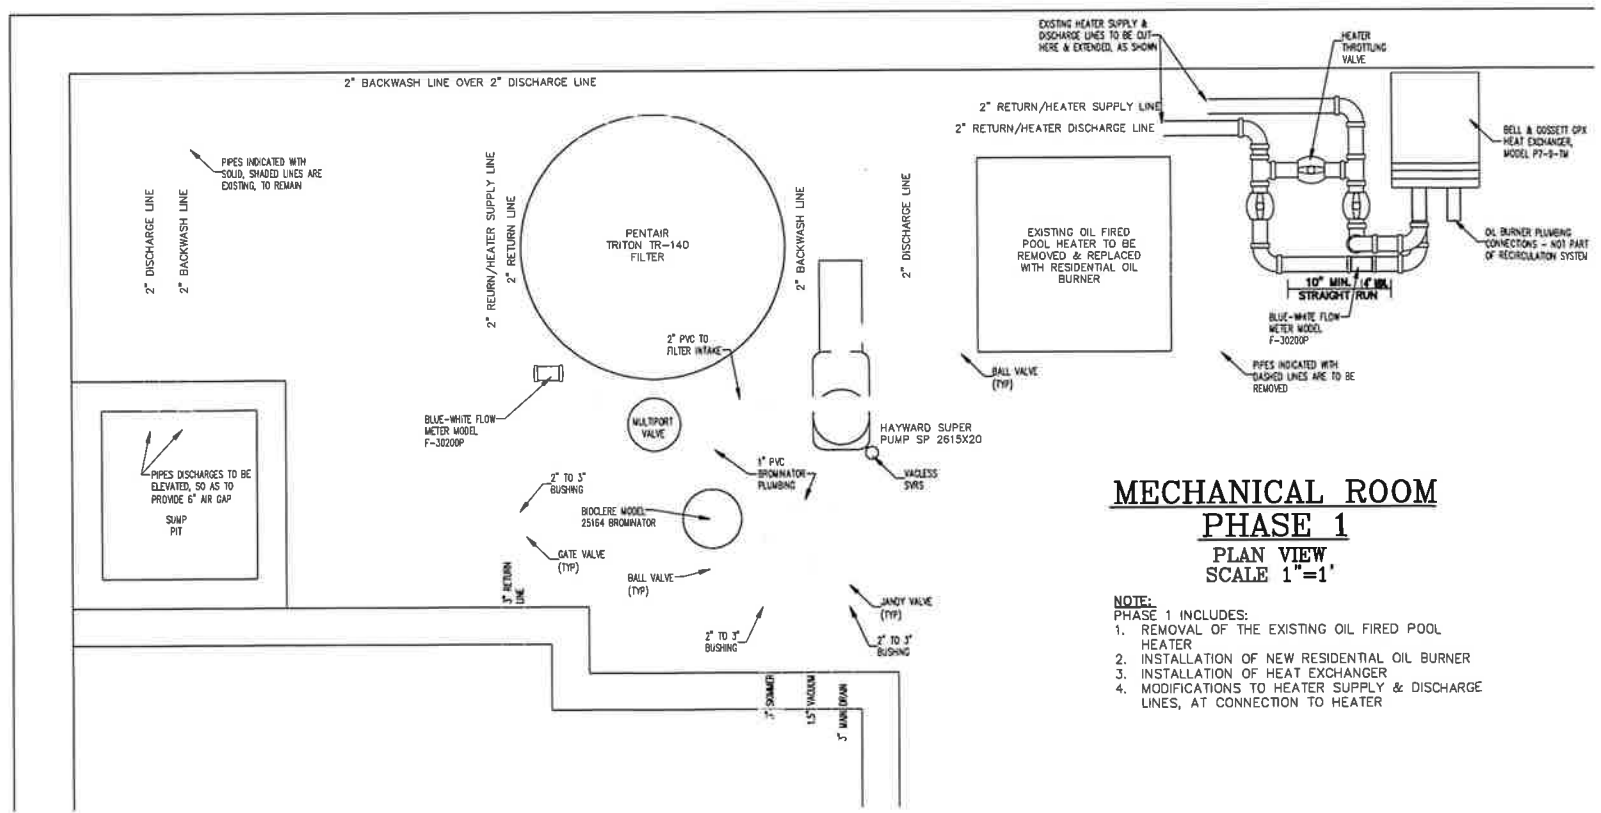 EXISTING HEATER SUPPLY &
DISCHARGE LINES TO BE CUT
HERE & EXTENDED, AS SHOWN
HEATER
THROTTLING
VALVE
2" BACKWASH LINE OVER 2" DISCHARGE LINE
2" RETURN/HEATER SUPPLY LINE
2" RETURN/HEATER DISCHARGE LINE
BELL & GOSSETT GPX
HEAT EXCHANGER,
MODEL P7-9-TM
PIPES INDICATED WITH
SOLID, SHADED LINES ARE
EXISTING, TO REMAIN
2" DISCHARGE LINE
2" BACKWASH LINE
2" REURN/HEATER SUPPLY LINE
2" RETURN LINE
PENTAIR
TRITON TR-140
FILTER
2" BACKWASH LINE
2" DISCHARGE LINE
EXISTING OIL FIRED
POOL HEATER TO BE
REMOVED & REPLACED
WITH RESIDENTIAL OIL
BURNER
OIL BURNER PLUMBING
CONNECTIONS - NOT PART
OF RECIRCULATION SYSTEM
10" MIN.
4" MIN.
STRAIGHT RUN
BLUE-WHITE FLOW
METER MODEL
F-30200P
2" PVC TO
FILTER INTAKE
BALL VALVE
(TYP)
PIPES INDICATED WITH
DASHED LINES ARE TO BE
REMOVED
BLUE-WHITE FLOW
METER MODEL
F-30200P
MULTIPORT
VALVE
HAYWARD SUPER
PUMP SP 2615X20
PIPES DISCHARGES TO BE
ELEVATED, SO AS TO
PROVIDE 6" AIR GAP
SUMP
PIT
2" TO 3"
BUSHING
1" PVC
BROMINATOR
PLUMBING
VACLESS
SVRS
BIOCLERE MODEL
25164 BROMINATOR
GATE VALVE
(TYP)
BALL VALVE
(TYP)
3" RETURN
LINE
JANDY VALVE
(TYP)
2" TO 3"
BUSHING
2" TO 3"
BUSHING
3" SKIMMER
1.5" VACUUM
3" MAIN DRAIN
MECHANICAL ROOM
PHASE 1
PLAN VIEW
SCALE 1"=1'
NOTE:
PHASE 1 INCLUDES:
1. REMOVAL OF THE EXISTING OIL FIRED POOL
HEATER
2. INSTALLATION OF NEW RESIDENTIAL OIL BURNER
3. INSTALLATION OF HEAT EXCHANGER
4. MODIFICATIONS TO HEATER SUPPLY & DISCHARGE
LINES, AT CONNECTION TO HEATER